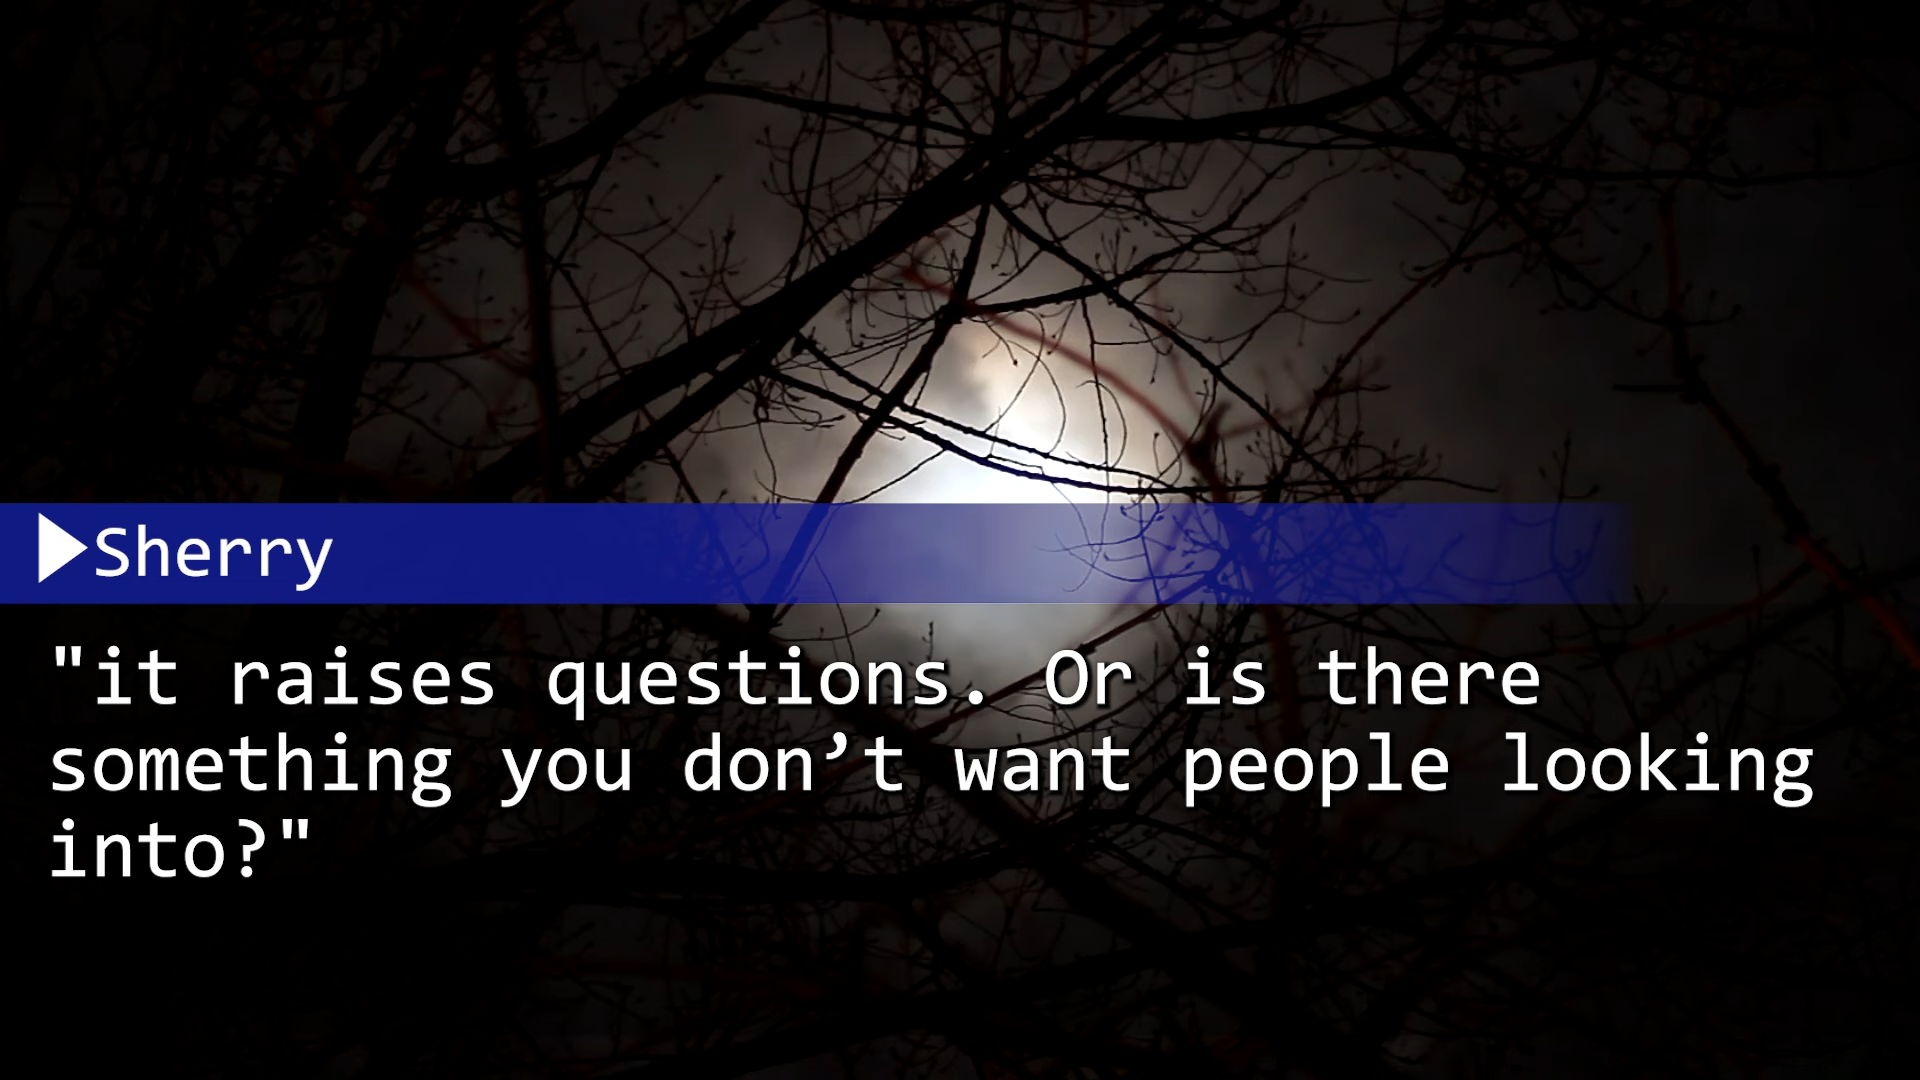 Sherry
"it raises questions. Or is there
something you don’t want people looking
into?"